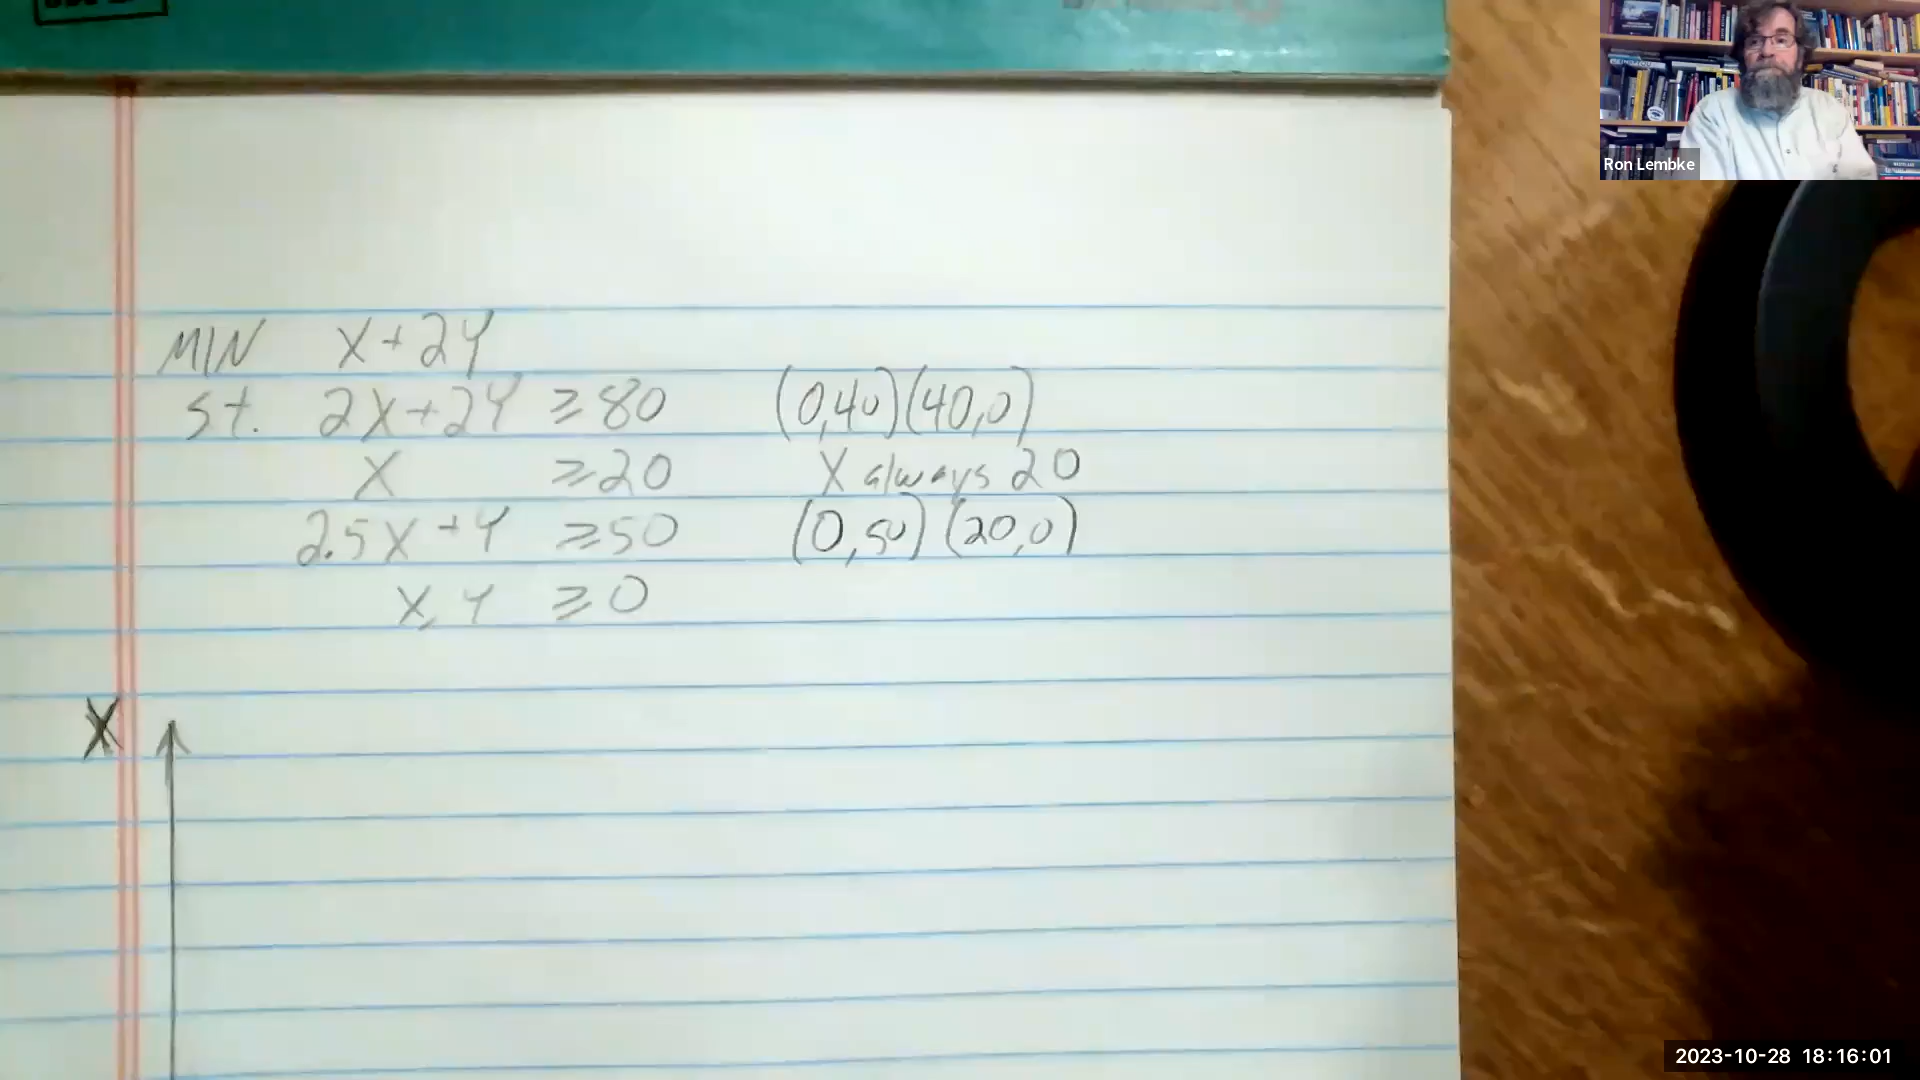 Ron Lembke
MIN X+2Y
st. 2X+2Y ≥80 (0,40)(40,0)
X ≥20 X always 20
2.5X+Y ≥50 (0,50)(20,0)
X,Y ≥0
X
2023-10-28 18:16:01